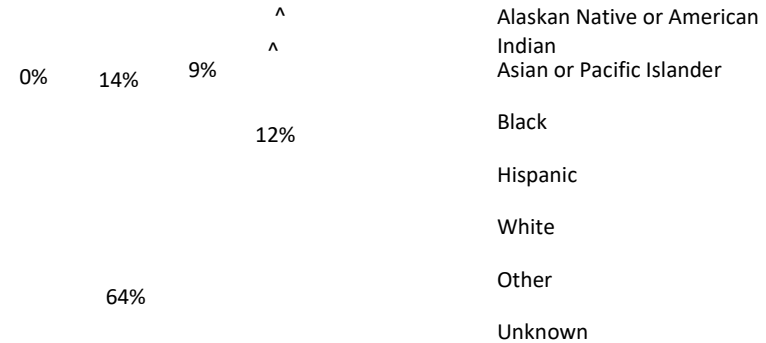 ^
^
0%
14%
9%
12%
64%
Alaskan Native or American
Indian
Asian or Pacific Islander
Black
Hispanic
White
Other
Unknown